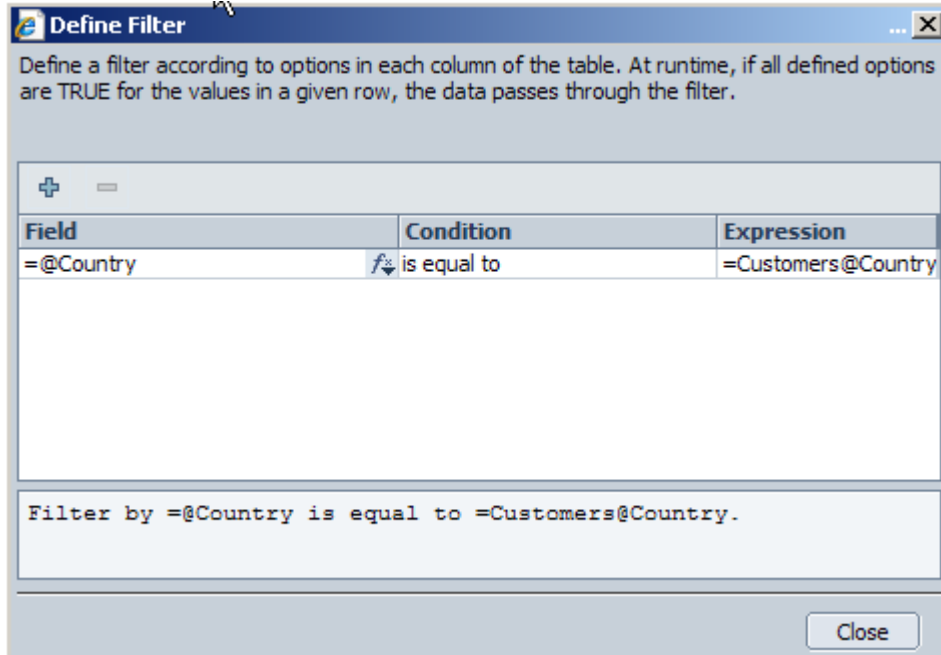 Define Filter ...
Define a filter according to options in each column of the table. At runtime, if all defined options
are TRUE for the values in a given row, the data passes through the filter.
Field Condition Expression
=@Country is equal to =Customers@Country
Filter by =@Country is equal to =Customers@Country.
Close